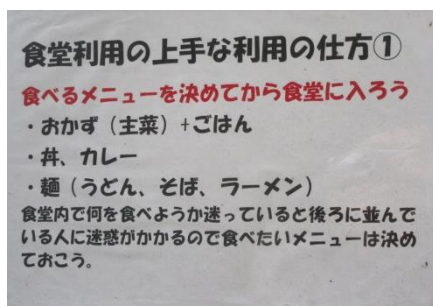 食堂利用の上手な利用の仕方①
食べるメニューを決めてから食堂に入ろう
・おかず（主菜）+ごはん
・丼、カレー
・麺（うどん、そば、ラーメン）
食堂内で何を食べようか迷っていると後ろに並んで
いる人に迷惑がかかるので食べたいメニューは決め
ておこう。